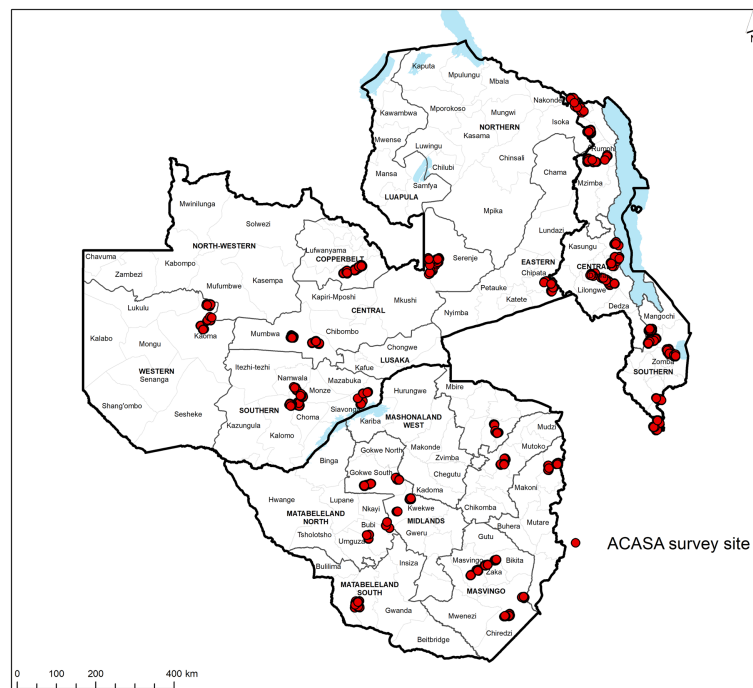 N
Kaputa
Mpulungu
Mbala
Nakonde
Kawambwa
Mporokoso
Mungwi
Isoka
NORTHERN
Kasama
Mwense
Luwingu
Rumphi
Chinsali
Chilubi
Mansa
Chama
Samfya
Mzimba
LUAPULA
Mwinilunga
Mpika
Solwezi
Lundazi
NORTH-WESTERN
Lufwanyama
Kasungu
Chavuma
COPPERBELT
Serenje
EASTERN
CENTRAL
Kabompo
Zambezi
Chipata
Kasempa
Mufumbwe
Petauke
Lilongwe
Kapiri-Mposhi
Mkushi
Katete
Lukulu
CENTRAL
Nyimba
Dedza
Mangochi
Kaoma
Mumbwa
Chibombo
Kalabo
Mongu
Chongwe
Zomba
LUSAKA
WESTERN
Itezhi-tezhi
Kafue
SOUTHERN
Senanga
Namwala
Mazabuka
Monze
Hurungwe
Mbire
Shang'ombo
SOUTHERN
Siavonga
Sesheke
Choma
MASHONALAND
WEST
Kazungula
Kariba
Mudzi
Kalomo
Makonde
Mutoko
Gokwe North
Zvimba
Binga
Gokwe South
Chegutu
Makoni
Hwange
Lupane
Kadoma
Chikomba
Nkayi
Kwekwe
MATABELELAND
NORTH
MIDLANDS
Buhera
Mutare
Bubi
Gweru
Tsholotsho
Umguza
Gutu
ACASA survey site
Bulilima
Insiza
Masvingo
Bikita
Zaka
MATABELELAND
SOUTH
MASVINGO
Gwanda
Mwenezi
Chiredzi
Beitbridge
0 100 200 400 km